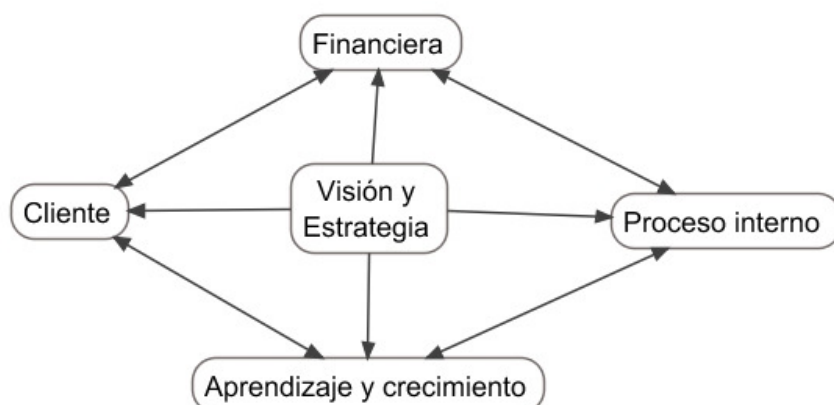 Financiera
Cliente
Visión y
Estrategia
Proceso interno
Aprendizaje y crecimiento